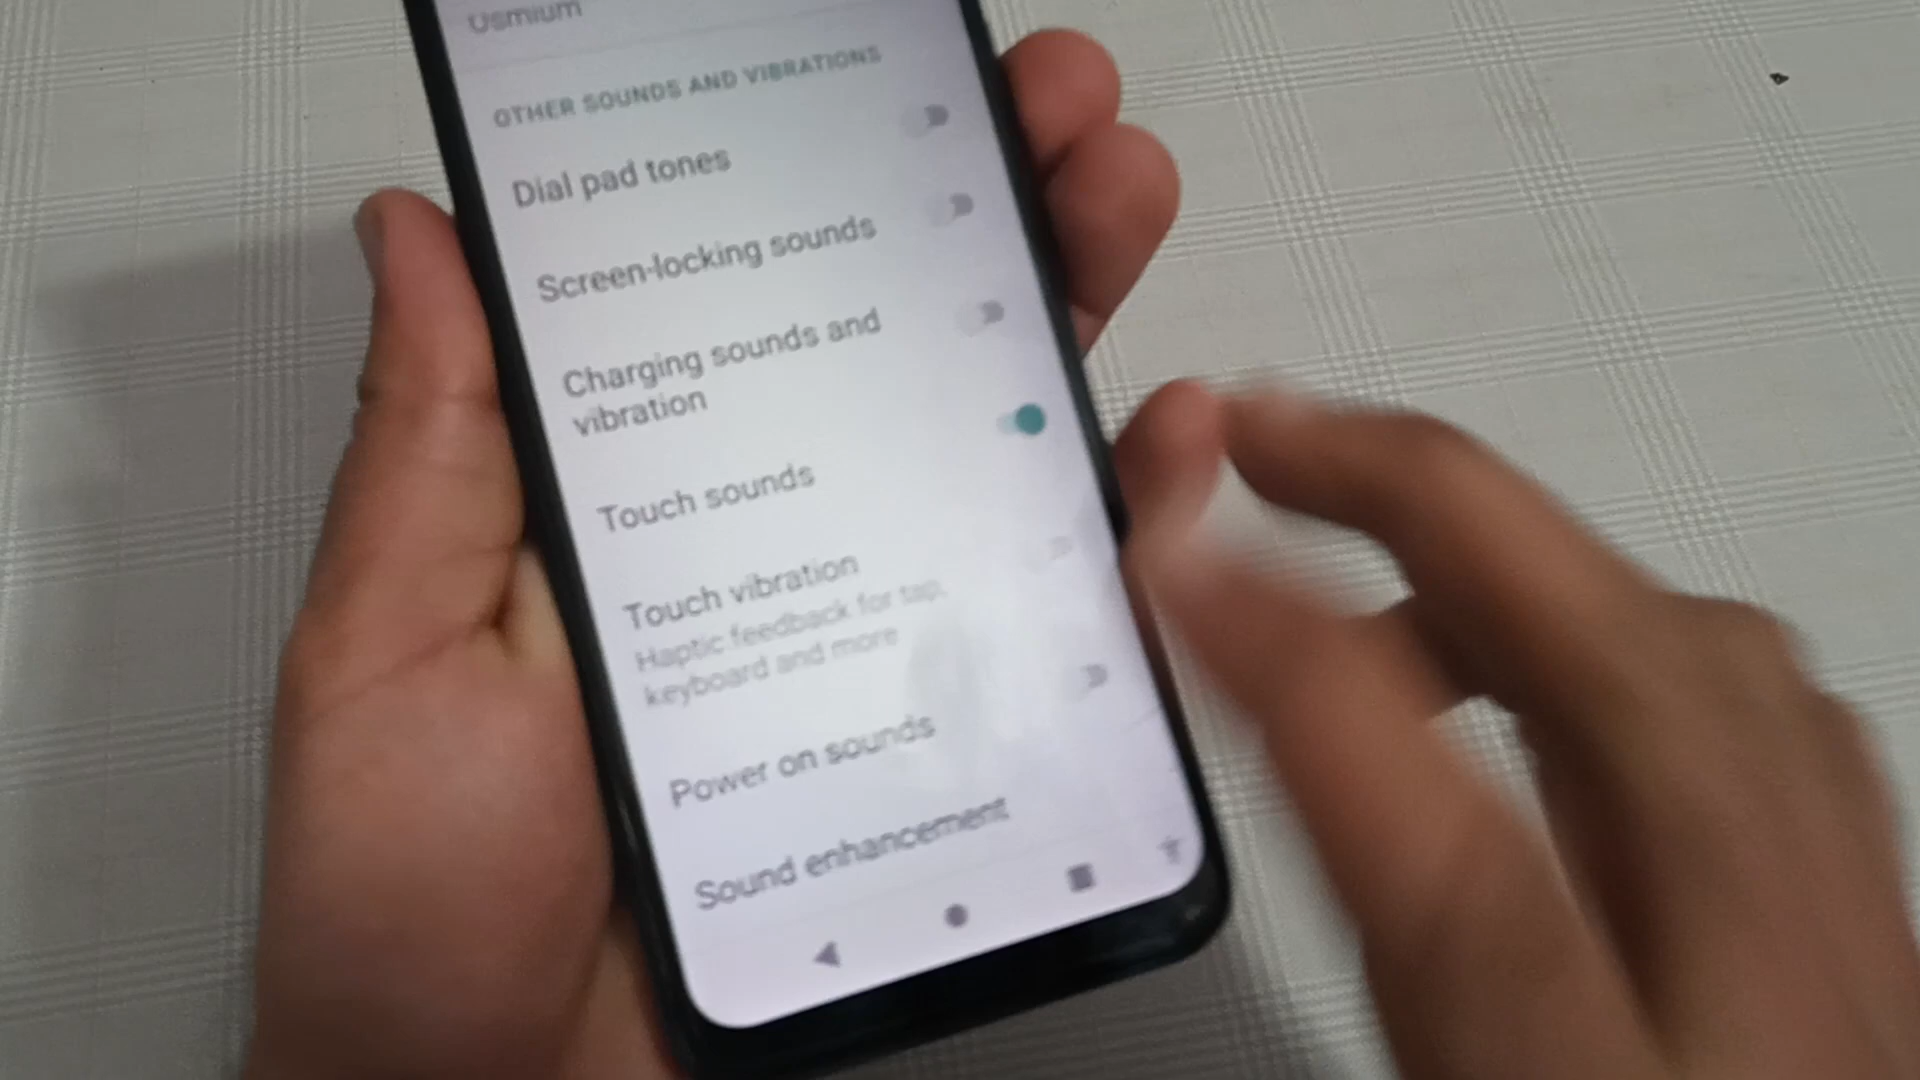 Osmium
OTHER SOUNDS AND VIBRATIONS
Dial pad tones
Screen-locking sounds
Charging sounds and
vibration
Touch sounds
Touch vibration
Haptic feedback for tap,
keyboard and more
Power on sounds
Sound enhancement